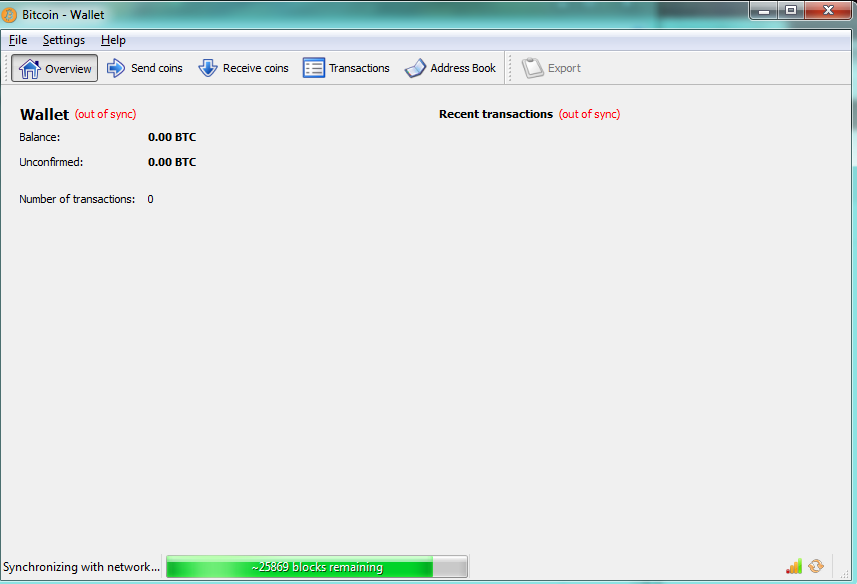 Bitcoin - Wallet
File Settings Help
Overview Send coins Receive coins Transactions Address Book Export
Wallet (out of sync) Recent transactions (out of sync)
Balance: 0.00 BTC
Unconfirmed: 0.00 BTC
Number of transactions: 0
Synchronizing with network... ~25869 blocks remaining